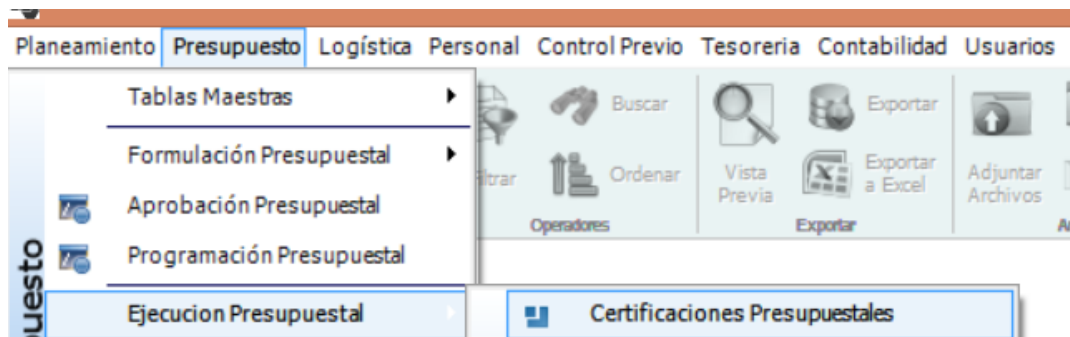 Planeamiento Presupuesto Logística Personal Control Previo Tesoreria Contabilidad Usuarios
Tablas Maestras
Formulación Presupuestal
Aprobación Presupuestal
Programación Presupuestal
Ejecucion Presupuestal
Certificaciones Presupuestales
Buscar
Ordenar
Operadores
Vista
Previa
Exportar
Exportar
a Excel
Exportar
Adjuntar
Archivos